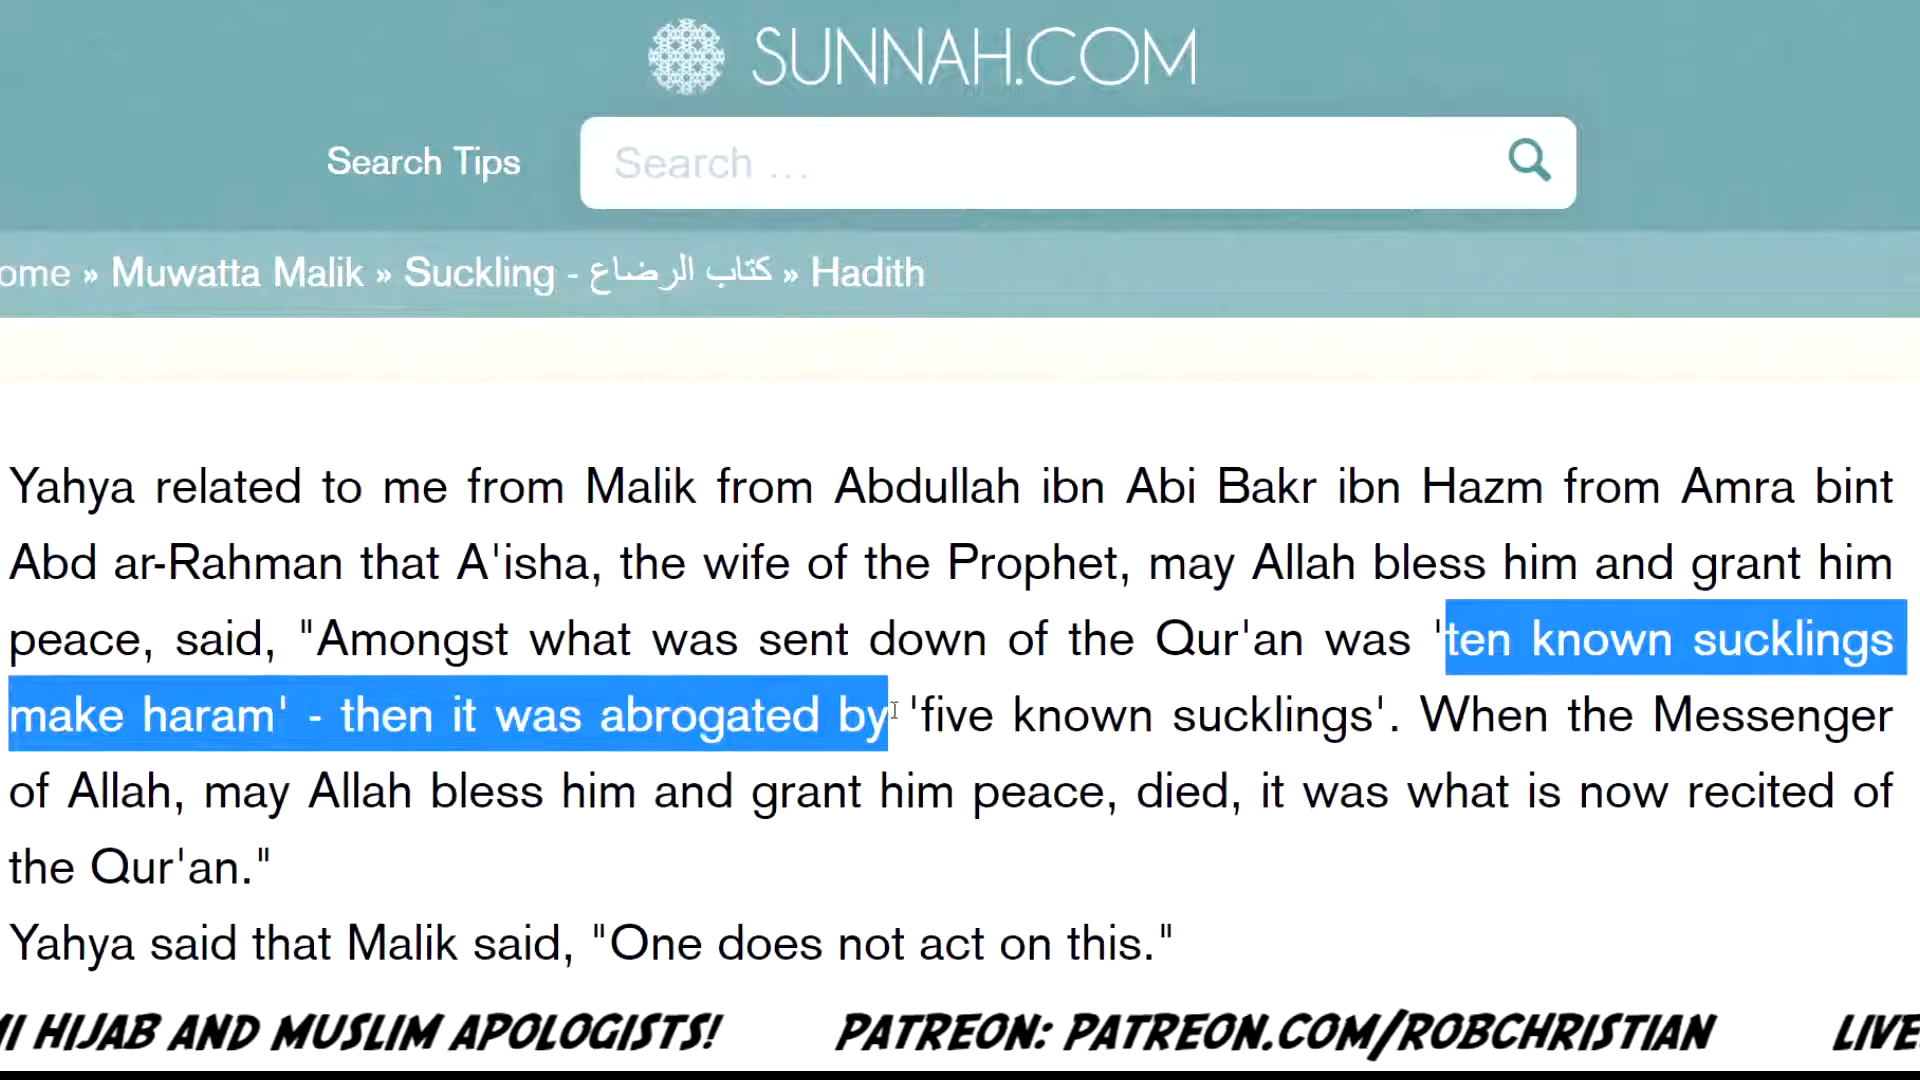 SUNNAH.COM
Search Tips
Search ...
ome » Muwatta Malik » Suckling - كتاب الرضاع » Hadith
Yahya related to me from Malik from Abdullah ibn Abi Bakr ibn Hazm from Amra bint
Abd ar-Rahman that A'isha, the wife of the Prophet, may Allah bless him and grant him
peace, said, "Amongst what was sent down of the Qur'an was 'ten known sucklings
make haram' - then it was abrogated by 'five known sucklings'. When the Messenger
of Allah, may Allah bless him and grant him peace, died, it was what is now recited of
the Qur'an."
Yahya said that Malik said, "One does not act on this."
HIJAB AND MUSLIM APOLOGISTS! PATREON: PATREON.COM/ROBCHRISTIAN LIVE